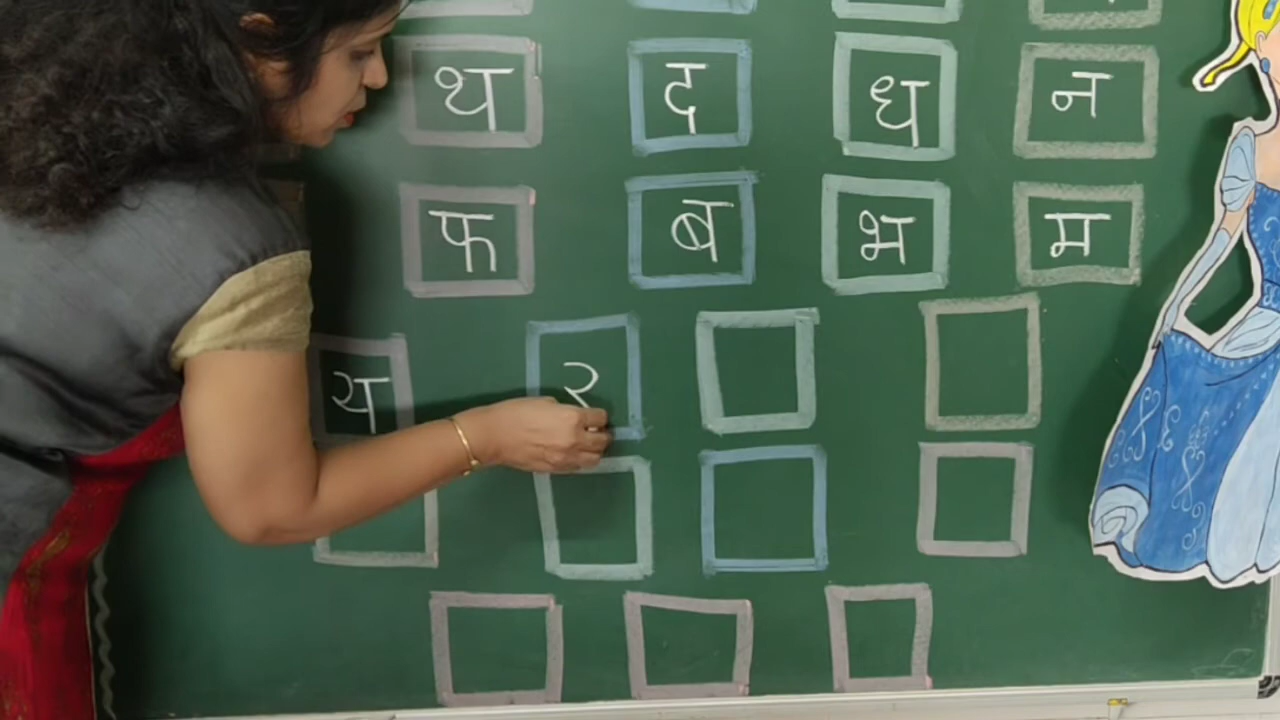 थ द ध न
फ ब भ म
य र